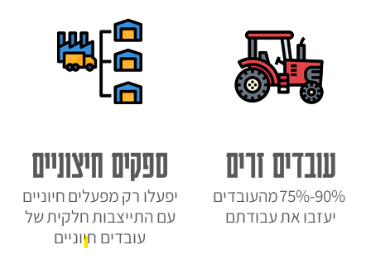 עובדים זרים
75%-90% מהעובדים
יעזבו את עבודתם
ספקים חיצוניים
יפעלו רק מפעלים חיוניים
עם התייצבות חלקית של
עובדים חיוניים